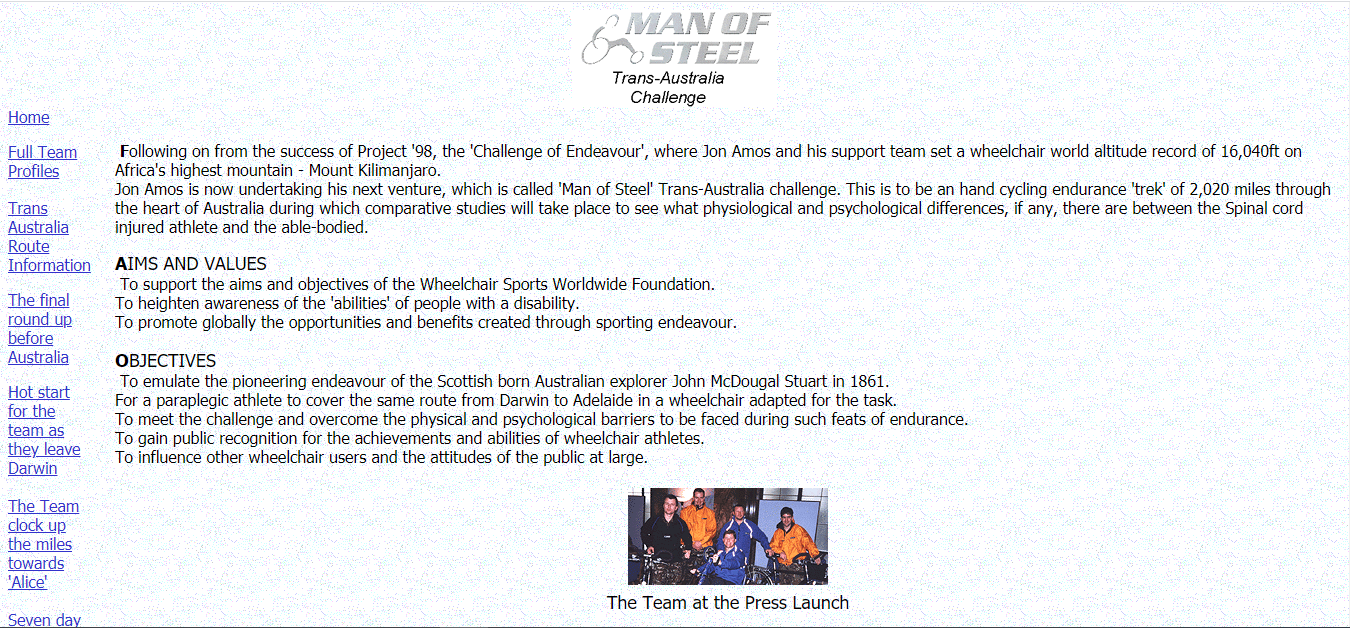 MAN OF
STEEL
Trans-Australia
Challenge
Home
Full Team
Profiles
Trans
Australia
Route
Information
The final
round up
before
Australia
Hot start
for the
team as
they leave
Darwin
The Team
clock up
the miles
towards
'Alice'
Seven day
Following on from the success of Project '98, the 'Challenge of Endeavour', where Jon Amos and his support team set a wheelchair world altitude record of 16,040ft on
Africa's highest mountain - Mount Kilimanjaro.
Jon Amos is now undertaking his next venture, which is called 'Man of Steel' Trans-Australia challenge. This is to be an hand cycling endurance 'trek' of 2,020 miles through
the heart of Australia during which comparative studies will take place to see what physiological and psychological differences, if any, there are between the Spinal cord
injured athlete and the able-bodied.
AIMS AND VALUES
To support the aims and objectives of the Wheelchair Sports Worldwide Foundation.
To heighten awareness of the 'abilities' of people with a disability.
To promote globally the opportunities and benefits created through sporting endeavour.
OBJECTIVES
To emulate the pioneering endeavour of the Scottish born Australian explorer John McDougal Stuart in 1861.
For a paraplegic athlete to cover the same route from Darwin to Adelaide in a wheelchair adapted for the task.
To meet the challenge and overcome the physical and psychological barriers to be faced during such feats of endurance.
To gain public recognition for the achievements and abilities of wheelchair athletes.
To influence other wheelchair users and the attitudes of the public at large.
The Team at the Press Launch